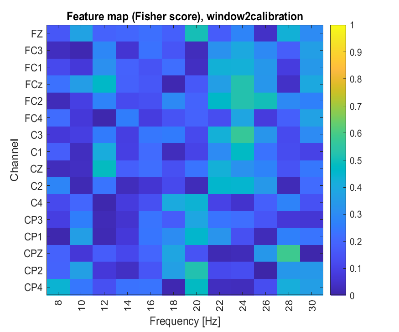 Feature map (Fisher score), window2calibration
Channel
FZ
FC3
FC1
FCz
FC2
FC4
C3
C1
CZ
C2
C4
CP3
CP1
CPZ
CP2
CP4
8 10 12 14 16 18 20 22 24 26 28 30
Frequency [Hz]
1
0.9
0.8
0.7
0.6
0.5
0.4
0.3
0.2
0.1
0